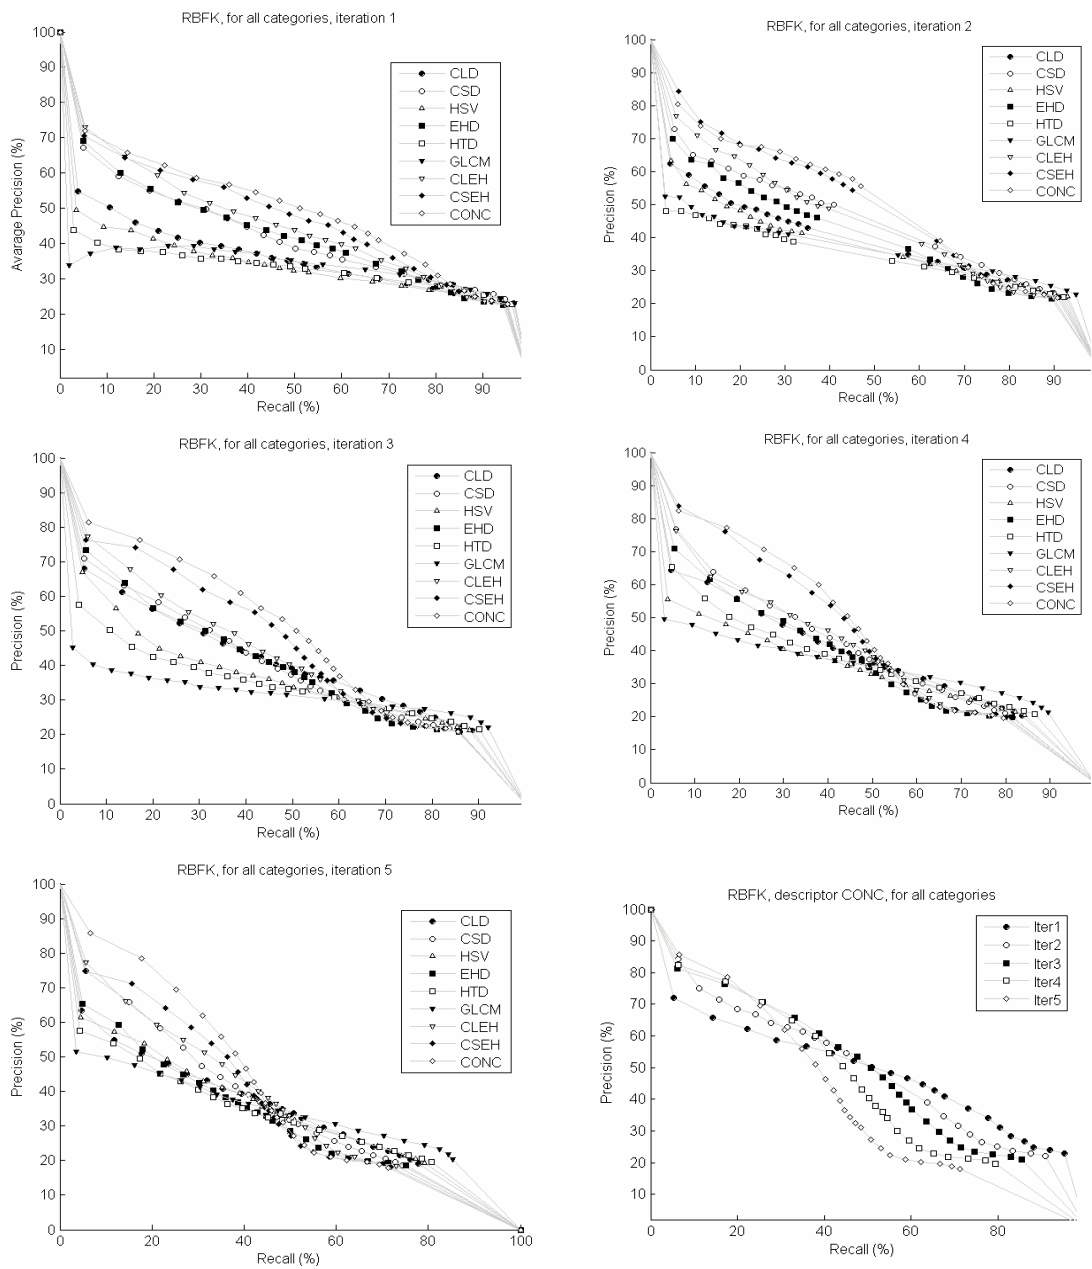 RBFK, for all categories, iteration 1
Avarage Precision (%)
100
90
80
70
60
50
40
30
20
10
0 10 20 30 40 50 60 70 80 90
Recall (%)
CLD
CSD
HSV
EHD
HTD
GLCM
CLEH
CSEH
CONC
RBFK, for all categories, iteration 2
Precision (%)
100
90
80
70
60
50
40
30
20
10
0
0 10 20 30 40 50 60 70 80 90
Recall (%)
CLD
CSD
HSV
EHD
HTD
GLCM
CLEH
CSEH
CONC
RBFK, for all categories, iteration 3
Precision (%)
100
90
80
70
60
50
40
30
20
10
0
0 10 20 30 40 50 60 70 80 90
Recall (%)
CLD
CSD
HSV
EHD
HTD
GLCM
CLEH
CSEH
CONC
RBFK, for all categories, iteration 4
Precision (%)
100
90
80
70
60
50
40
30
20
10
0
0 10 20 30 40 50 60 70 80 90
Recall (%)
CLD
CSD
HSV
EHD
HTD
GLCM
CLEH
CSEH
CONC
RBFK, for all categories, iteration 5
Precision (%)
100
90
80
70
60
50
40
30
20
10
0
0 20 40 60 80 100
Recall (%)
CLD
CSD
HSV
EHD
HTD
GLCM
CLEH
CSEH
CONC
RBFK, descriptor CONC, for all categories
Precision (%)
100
90
80
70
60
50
40
30
20
10
0 20 40 60 80
Recall (%)
Iter1
Iter2
Iter3
Iter4
Iter5